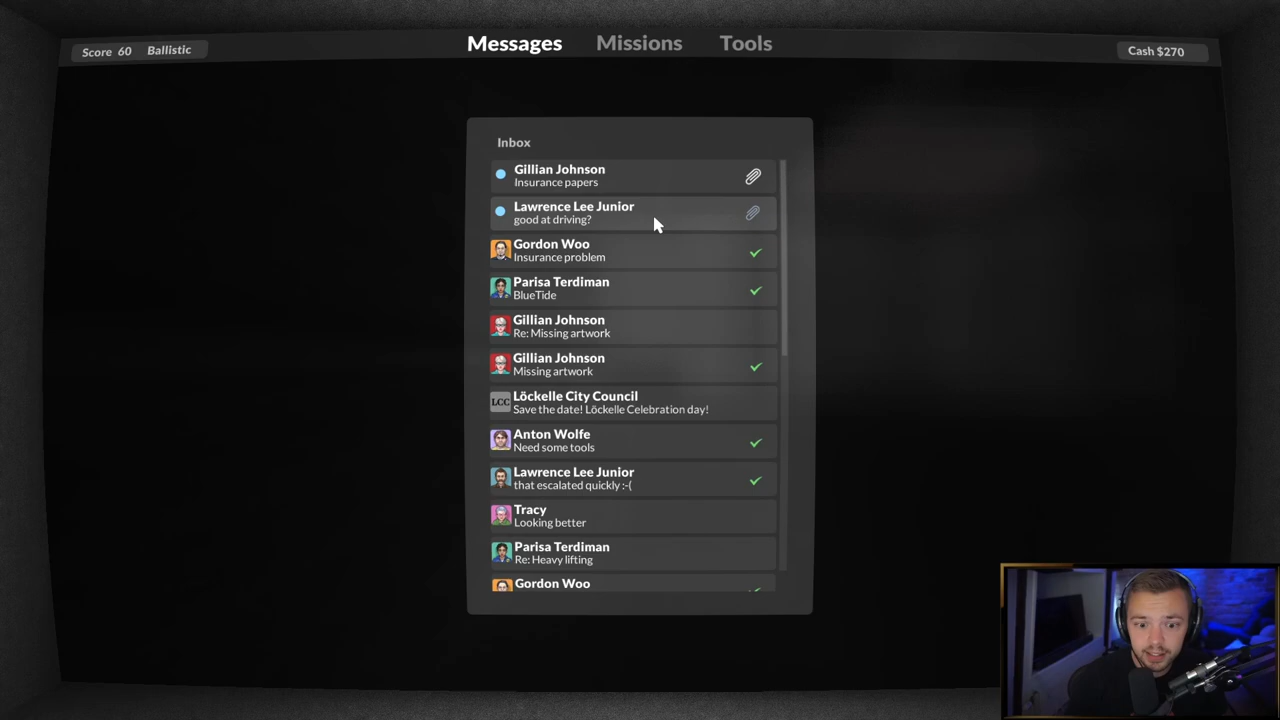 Score 60 Ballistic
Messages Missions Tools
Cash $270
Inbox
Gillian Johnson
Insurance papers
Lawrence Lee Junior
good at driving?
Gordon Woo
Insurance problem
Parisa Terdiman
BlueTide
Gillian Johnson
Re: Missing artwork
Gillian Johnson
Missing artwork
LCC
Löckelle City Council
Save the date! Löckelle Celebration day!
Anton Wolfe
Need some tools
Lawrence Lee Junior
that escalated quickly :-(
Tracy
Looking better
Parisa Terdiman
Re: Heavy lifting
Gordon Woo